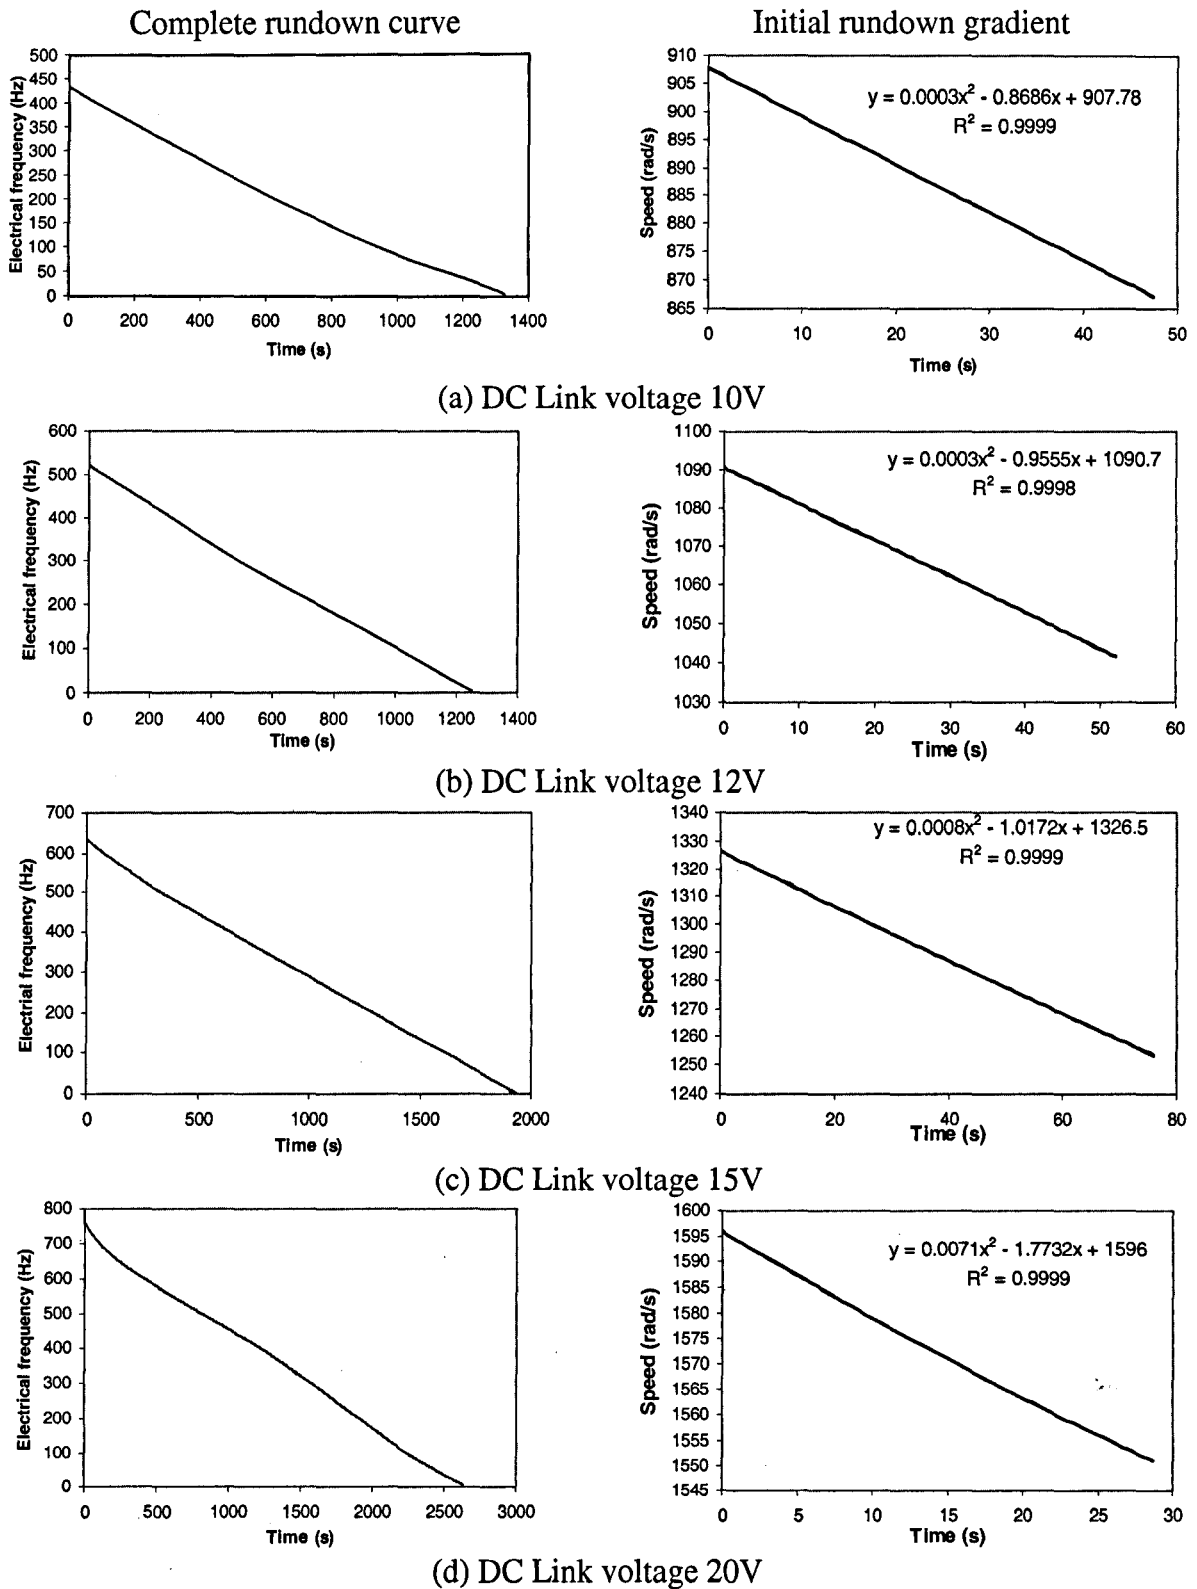 Complete rundown curve
Initial rundown gradient
Electrical frequency (Hz)
500
450
400
350
300
250
200
150
100
50
0
0 200 400 600 800 1000 1200 1400
Time (s)
Speed (rad/s)
910
905
900
895
890
885
880
875
870
865
y = 0.0003x² - 0.8686x + 907.78
R² = 0.9999
0 10 20 30 40 50
Time (s)
(a) DC Link voltage 10V
Electrical frequency (Hz)
600
500
400
300
200
100
0
0 200 400 600 800 1000 1200 1400
Time (s)
Speed (rad/s)
1100
1090
1080
1070
1060
1050
1040
1030
y = 0.0003x² - 0.9555x + 1090.7
R² = 0.9998
0 10 20 30 40 50 60
Time (s)
(b) DC Link voltage 12V
Electrial frequency (Hz)
700
600
500
400
300
200
100
0
0 500 1000 1500 2000
Time (s)
Speed (rad/s)
1340
1330
1320
1310
1300
1290
1280
1270
1260
1250
1240
y = 0.0008x² - 1.0172x + 1326.5
R² = 0.9999
0 20 40 60 80
Time (s)
(c) DC Link voltage 15V
Electrical frequency (Hz)
800
700
600
500
400
300
200
100
0
0 500 1000 1500 2000 2500 3000
Time (s)
Speed (rad/s)
1600
1595
1590
1585
1580
1575
1570
1565
1560
1555
1550
1545
y = 0.0071x² - 1.7732x + 1596
R² = 0.9999
0 5 10 15 20 25 30
Time (s)
(d) DC Link voltage 20V